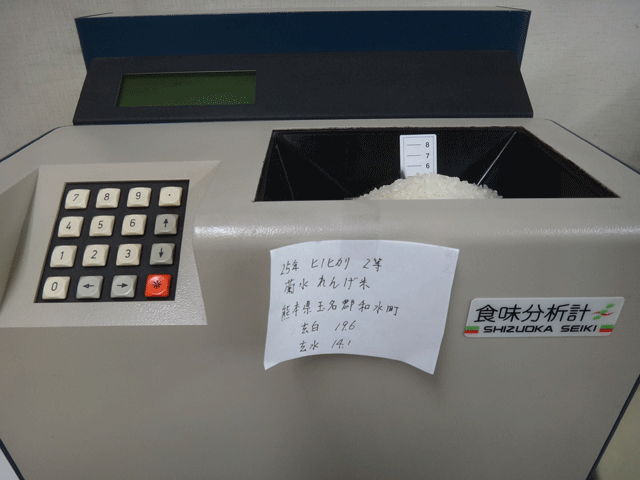 8
7
6
7 8 9 .
4 5 6 ↑
1 2 3 ↓
0 ← → *
25年 ヒノヒカリ 2等
菊水れんげ米
熊本県玉名郡和水町
玄白 19.6
玄水 14.1
食味分析計
SHIZUOKA SEIKI